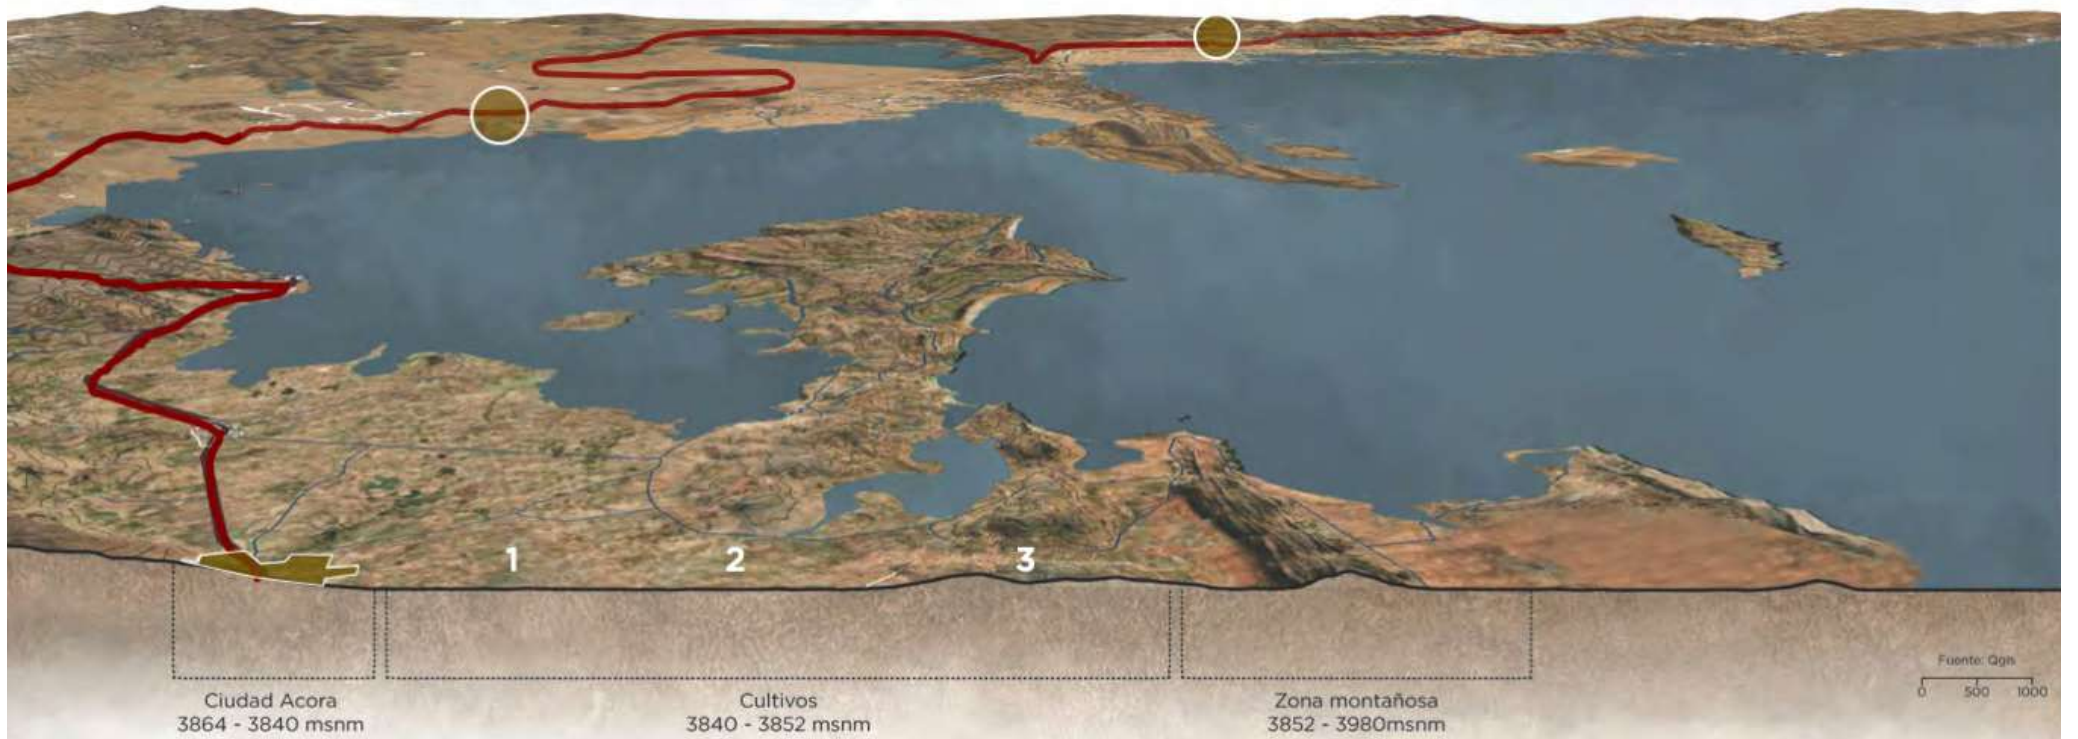 1 2 3
Ciudad Acora
3864 - 3840 msnm
Cultivos
3840 - 3852 msnm
Zona montañosa
3852 - 3980msnm
Fuente: Qgis
0 500 1000